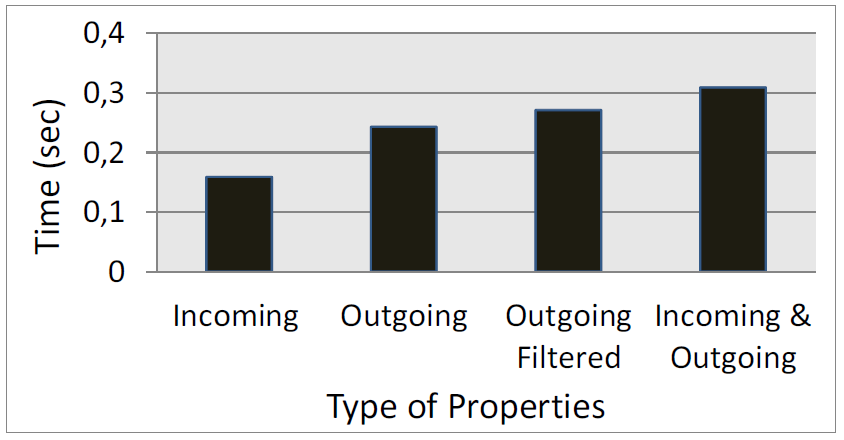 0,4
0,3
0,2
0,1
0
Time (sec)
Incoming
Outgoing
Outgoing
Filtered
Incoming &
Outgoing
Type of Properties